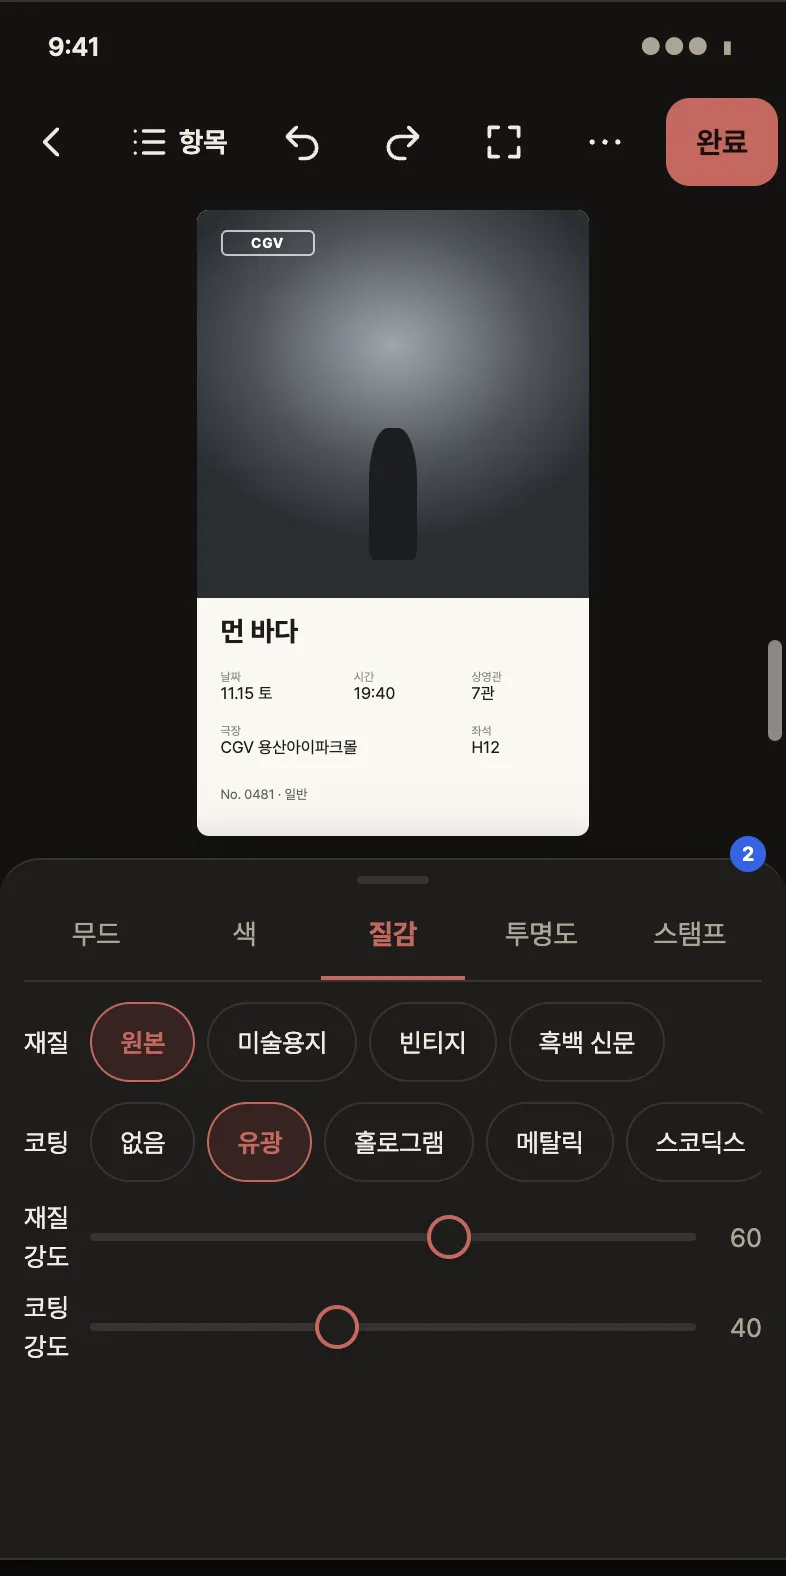 9:41
항목
완료
CGV
먼 바다
날짜 시간 상영관
11.15 토 19:40 7관
극장 좌석
CGV 용산아이파크몰 H12
No. 0481 · 일반
2
무드 색 질감 투명도 스탬프
재질 원본 미술용지 빈티지 흑백 신문
코팅 없음 유광 홀로그램 메탈릭 스코딕스
재질
강도 60
코팅
강도 40